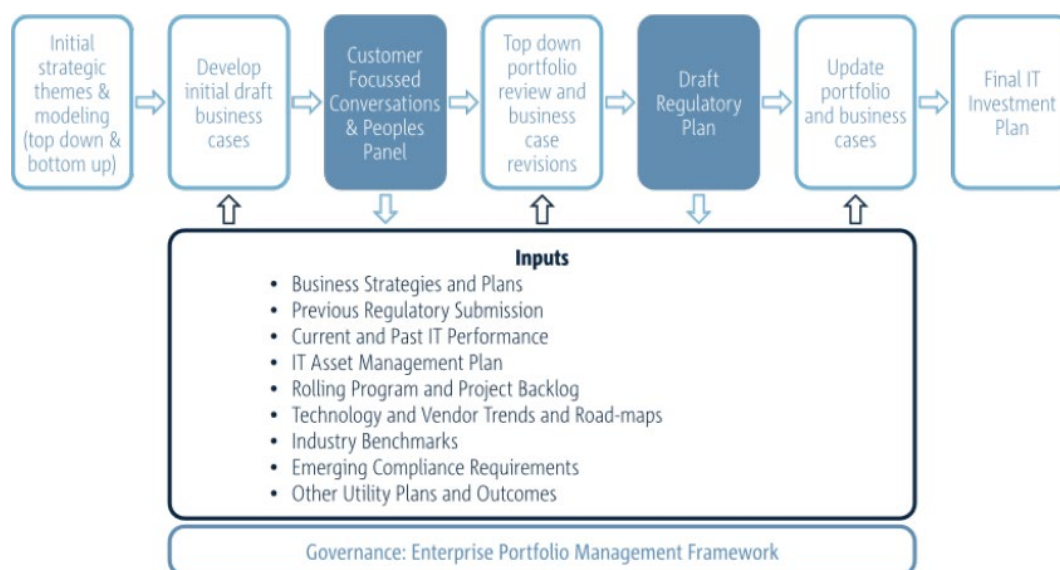 Initial
strategic
themes & modeling
(top down &
bottom up)
Develop
initial draft
business
cases
Customer
Focussed
Conversations
& Peoples
Panel
Top down
portfolio
review and
business
case
revisions
Draft
Regulatory
Plan
Update
portfolio
and business
cases
Final IT
Investment
Plan
Inputs
• Business Strategies and Plans
• Previous Regulatory Submission
• Current and Past IT Performance
• IT Asset Management Plan
• Rolling Program and Project Backlog
• Technology and Vendor Trends and Road-maps
• Industry Benchmarks
• Emerging Compliance Requirements
• Other Utility Plans and Outcomes
Governance: Enterprise Portfolio Management Framework